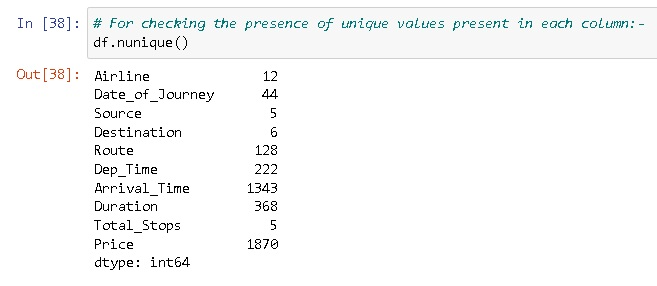 In [38]: # For checking the presence of unique values present in each column:-
df.nunique()
Out[38]: Airline 12
Date_of_Journey 44
Source 5
Destination 6
Route 128
Dep_Time 222
Arrival_Time 1343
Duration 368
Total_Stops 5
Price 1870
dtype: int64